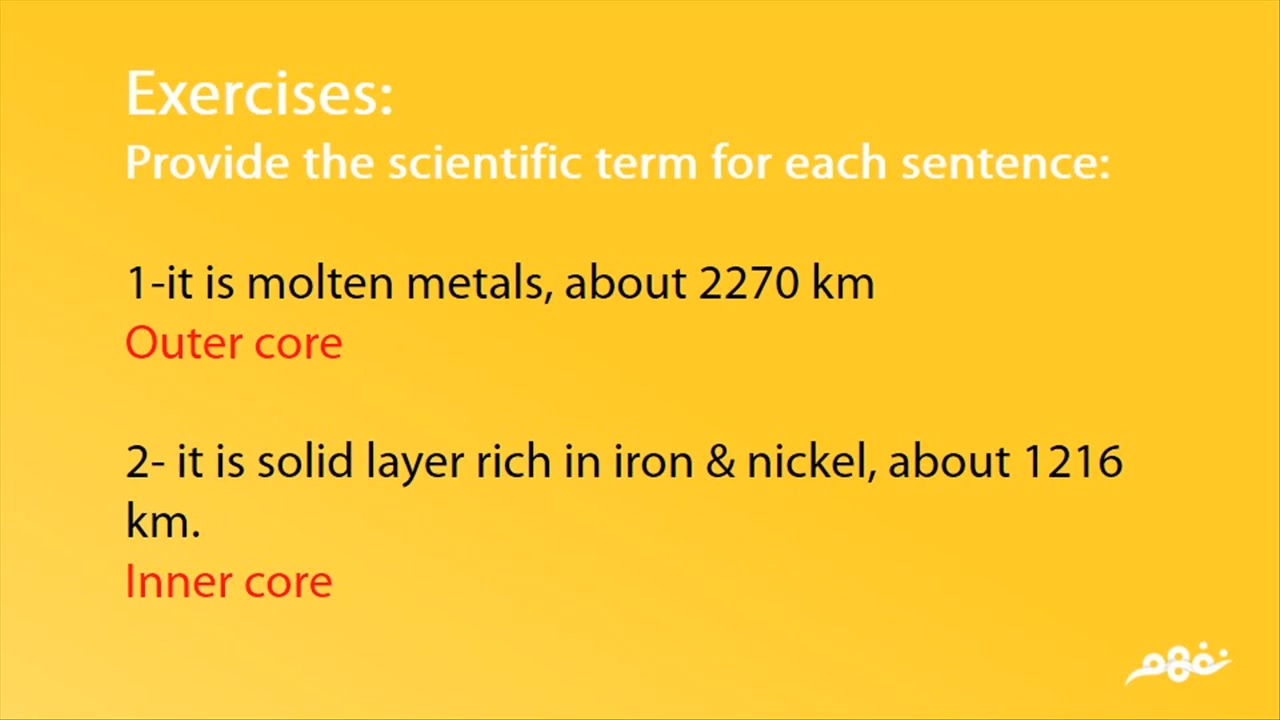 Exercises:
Provide the scientific term for each sentence:
1-it is molten metals, about 2270 km
Outer core
2- it is solid layer rich in iron & nickel, about 1216
km.
Inner core
نفهم